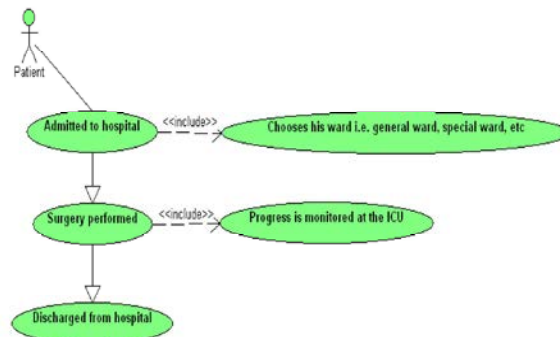 Patient
Admitted to hospital
<<include>>
Chooses his ward i.e. general ward, special ward, etc
Surgery performed
<<include>>
Progress is monitored at the ICU
Discharged from hospital